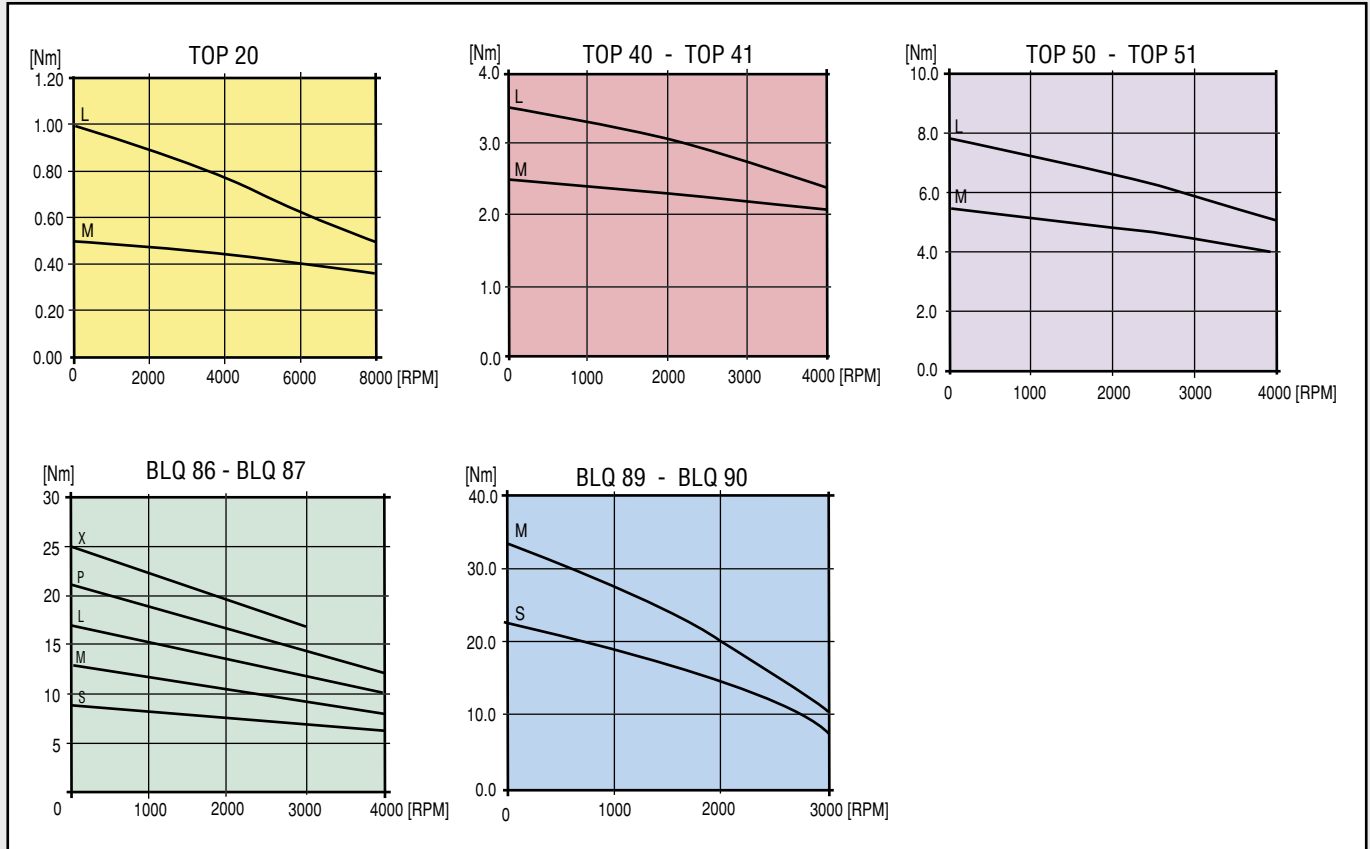 TOP 20
[Nm]
1.20
1.00
0.80
0.60
0.40
0.20
0.00
L
M
0 2000 4000 6000 8000 [RPM]
TOP 40 - TOP 41
[Nm]
4.0
3.0
2.0
1.0
0.0
L
M
0 1000 2000 3000 4000 [RPM]
TOP 50 - TOP 51
[Nm]
10.0
8.0
6.0
4.0
2.0
0.0
L
M
0 1000 2000 3000 4000 [RPM]
BLQ 86 - BLQ 87
[Nm]
30
25
20
15
10
5
X
P
L
M
S
0 1000 2000 3000 4000 [RPM]
BLQ 89 - BLQ 90
[Nm]
40.0
30.0
20.0
10.0
0.0
M
S
0 1000 2000 3000 [RPM]